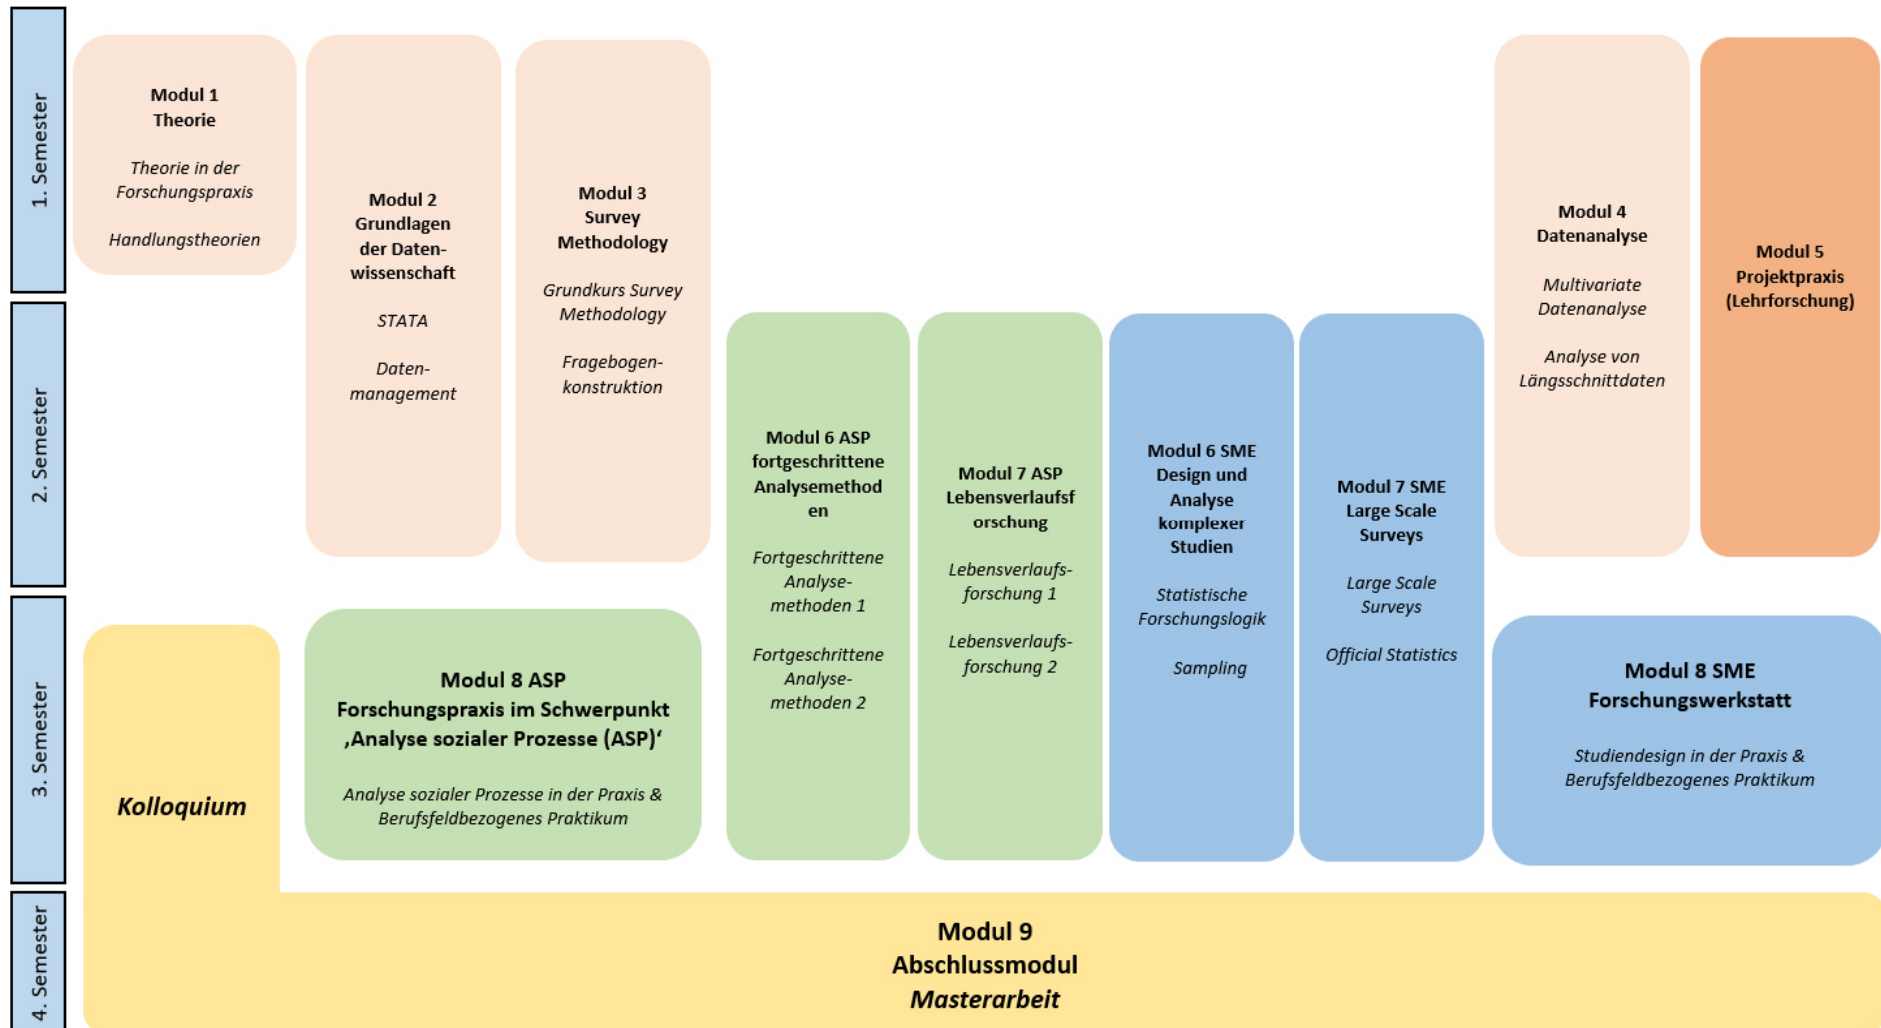 1. Semester
Modul 1
Theorie
Theorie in der
Forschungspraxis
Handlungstheorien
Modul 2
Grundlagen
der Daten-
wissenschaft
STATA
Daten-
management
Modul 3
Survey
Methodology
Grundkurs Survey
Methodology
Fragebogen-
konstruktion
Modul 4
Datenanalyse
Multivariate
Datenanalyse
Analyse von
Längsschnittdaten
Modul 5
Projektpraxis
(Lehrforschung)
2. Semester
Modul 6 ASP
fortgeschrittene
Analysemethod
en
Fortgeschrittene
Analyse-
methoden 1
Fortgeschrittene
Analyse-
methoden 2
Modul 7 ASP
Lebensverlaufsf
orschung
Lebensverlaufs-
forschung 1
Lebensverlaufs-
forschung 2
Modul 6 SME
Design und
Analyse
komplexer
Studien
Statistische
Forschungslogik
Sampling
Modul 7 SME
Large Scale
Surveys
Large Scale
Surveys
Official Statistics
3. Semester
Kolloquium
Modul 8 ASP
Forschungspraxis im Schwerpunkt
‚Analyse sozialer Prozesse (ASP)‘
Analyse sozialer Prozesse in der Praxis &
Berufsfeldbezogenes Praktikum
Modul 8 SME
Forschungswerkstatt
Studiendesign in der Praxis &
Berufsfeldbezogenes Praktikum
4. Semester
Modul 9
Abschlussmodul
Masterarbeit